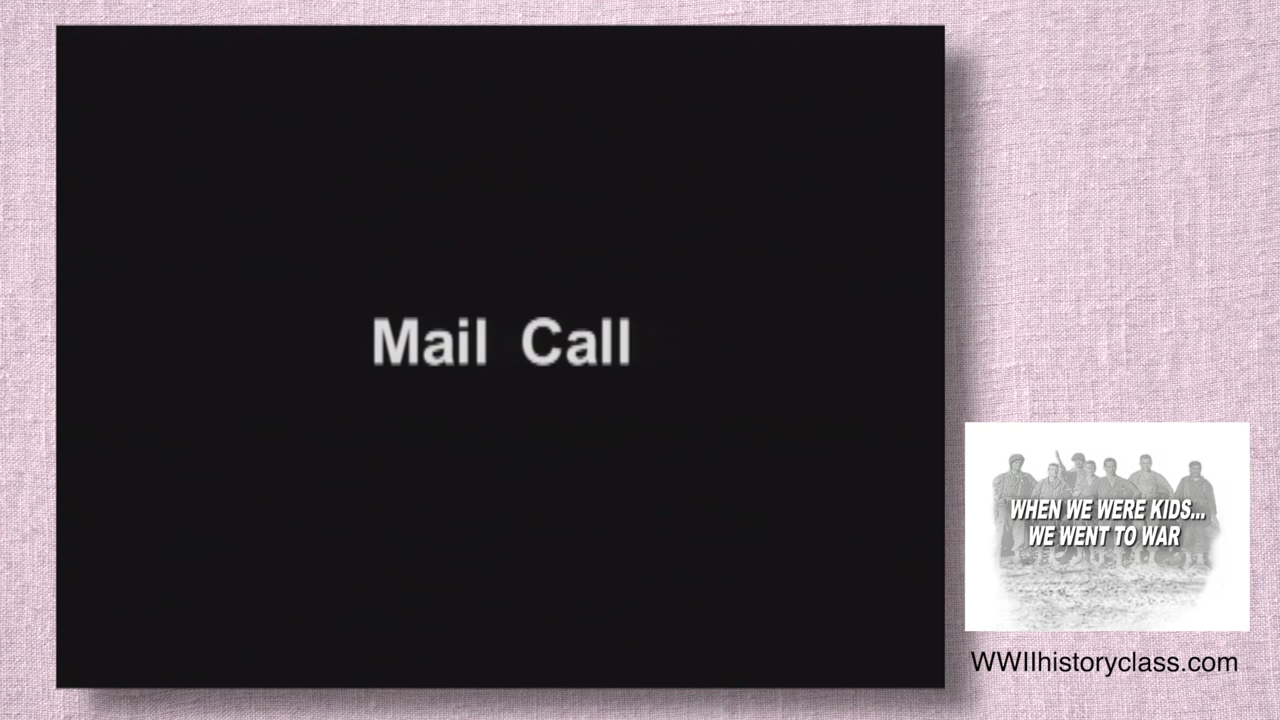 Mail Call
WHEN WE WERE KIDS...
WE WENT TO WAR
WWIIhistoryclass.com